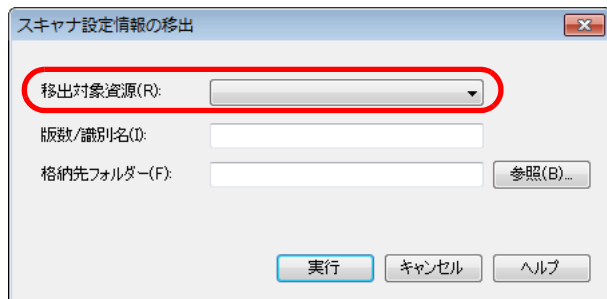 スキャナ設定情報の移出
移出対象資源(R):
版数/識別名(I):
格納先フォルダー(F):
参照(B)...
実行
キャンセル
ヘルプ